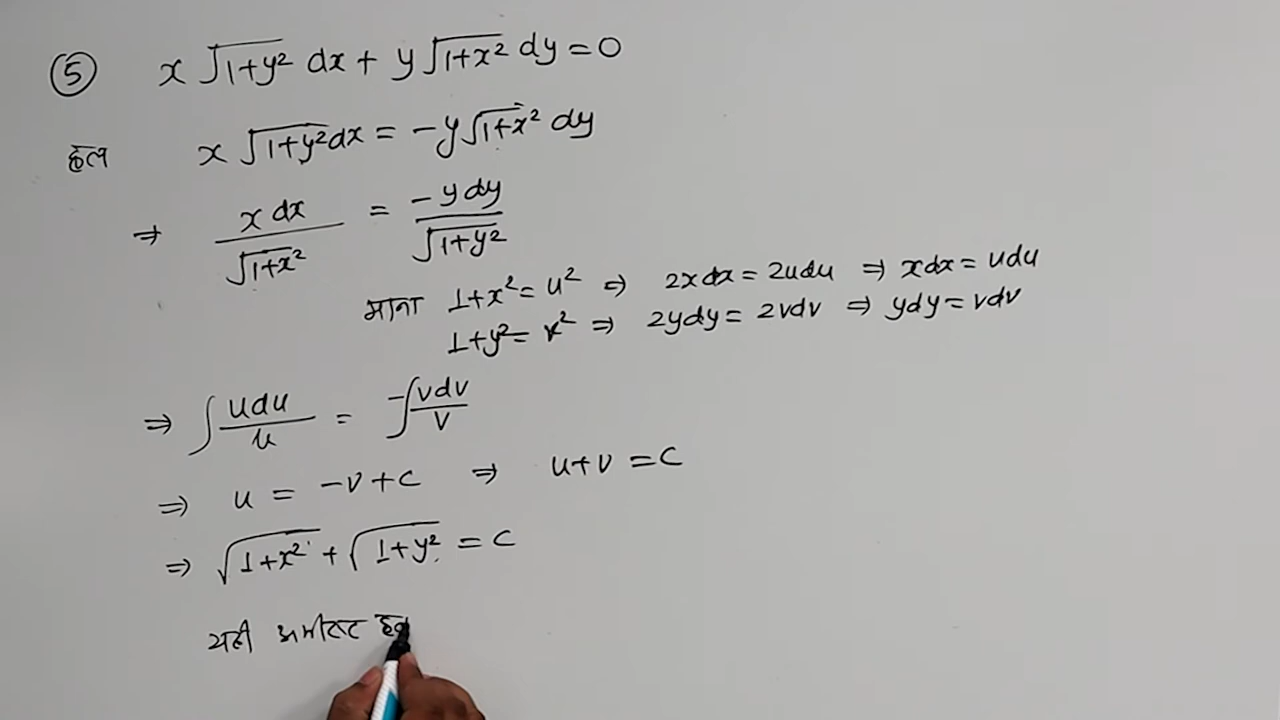 ⑤ x √1+y² dx + y √1+x² dy = 0
हल x √1+y² dx = -y √1+x² dy
⇒ x dx / √1+x² = -y dy / √1+y²
माना 1+x² = u² ⇒ 2x dx = 2u du ⇒ x dx = u du
1+y² = v² ⇒ 2y dy = 2v dv ⇒ y dy = v dv
⇒ ∫ u du / u = -∫ v dv / v
⇒ u = -v + c ⇒ u + v = c
⇒ √1+x² + √1+y² = c
यही अभीष्ट हल